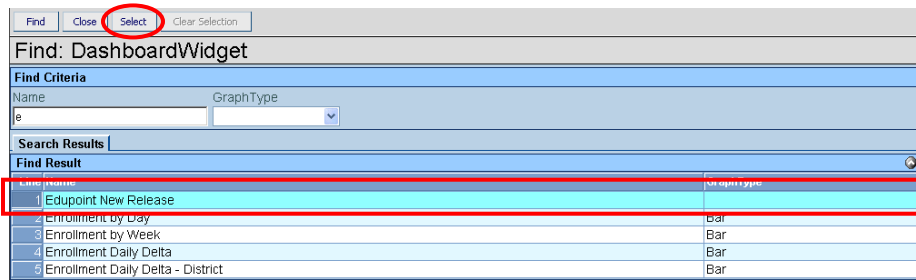 Find Close Select Clear Selection
Find: DashboardWidget
Find Criteria
Name GraphType
e
Search Results
Find Result
Line Name GraphType
1 Edupoint New Release
2 Enrollment by Day Bar
3 Enrollment by Week Bar
4 Enrollment Daily Delta Bar
5 Enrollment Daily Delta - District Bar